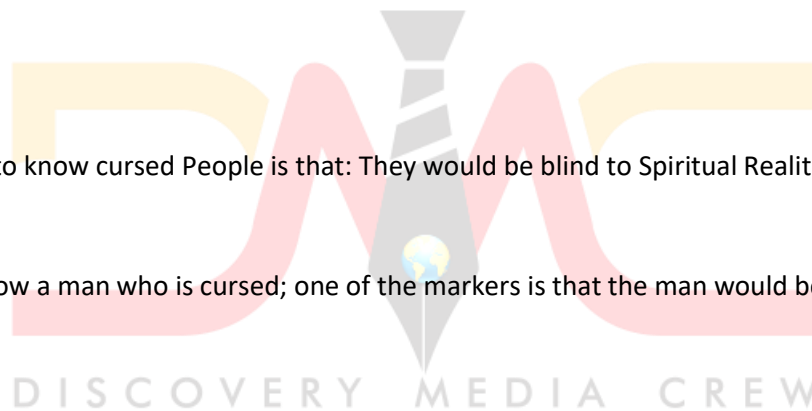 to know cursed People is that: They would be blind to Spiritual Realit
ow a man who is cursed; one of the markers is that the man would b
DISCOVERY MEDIA CREW